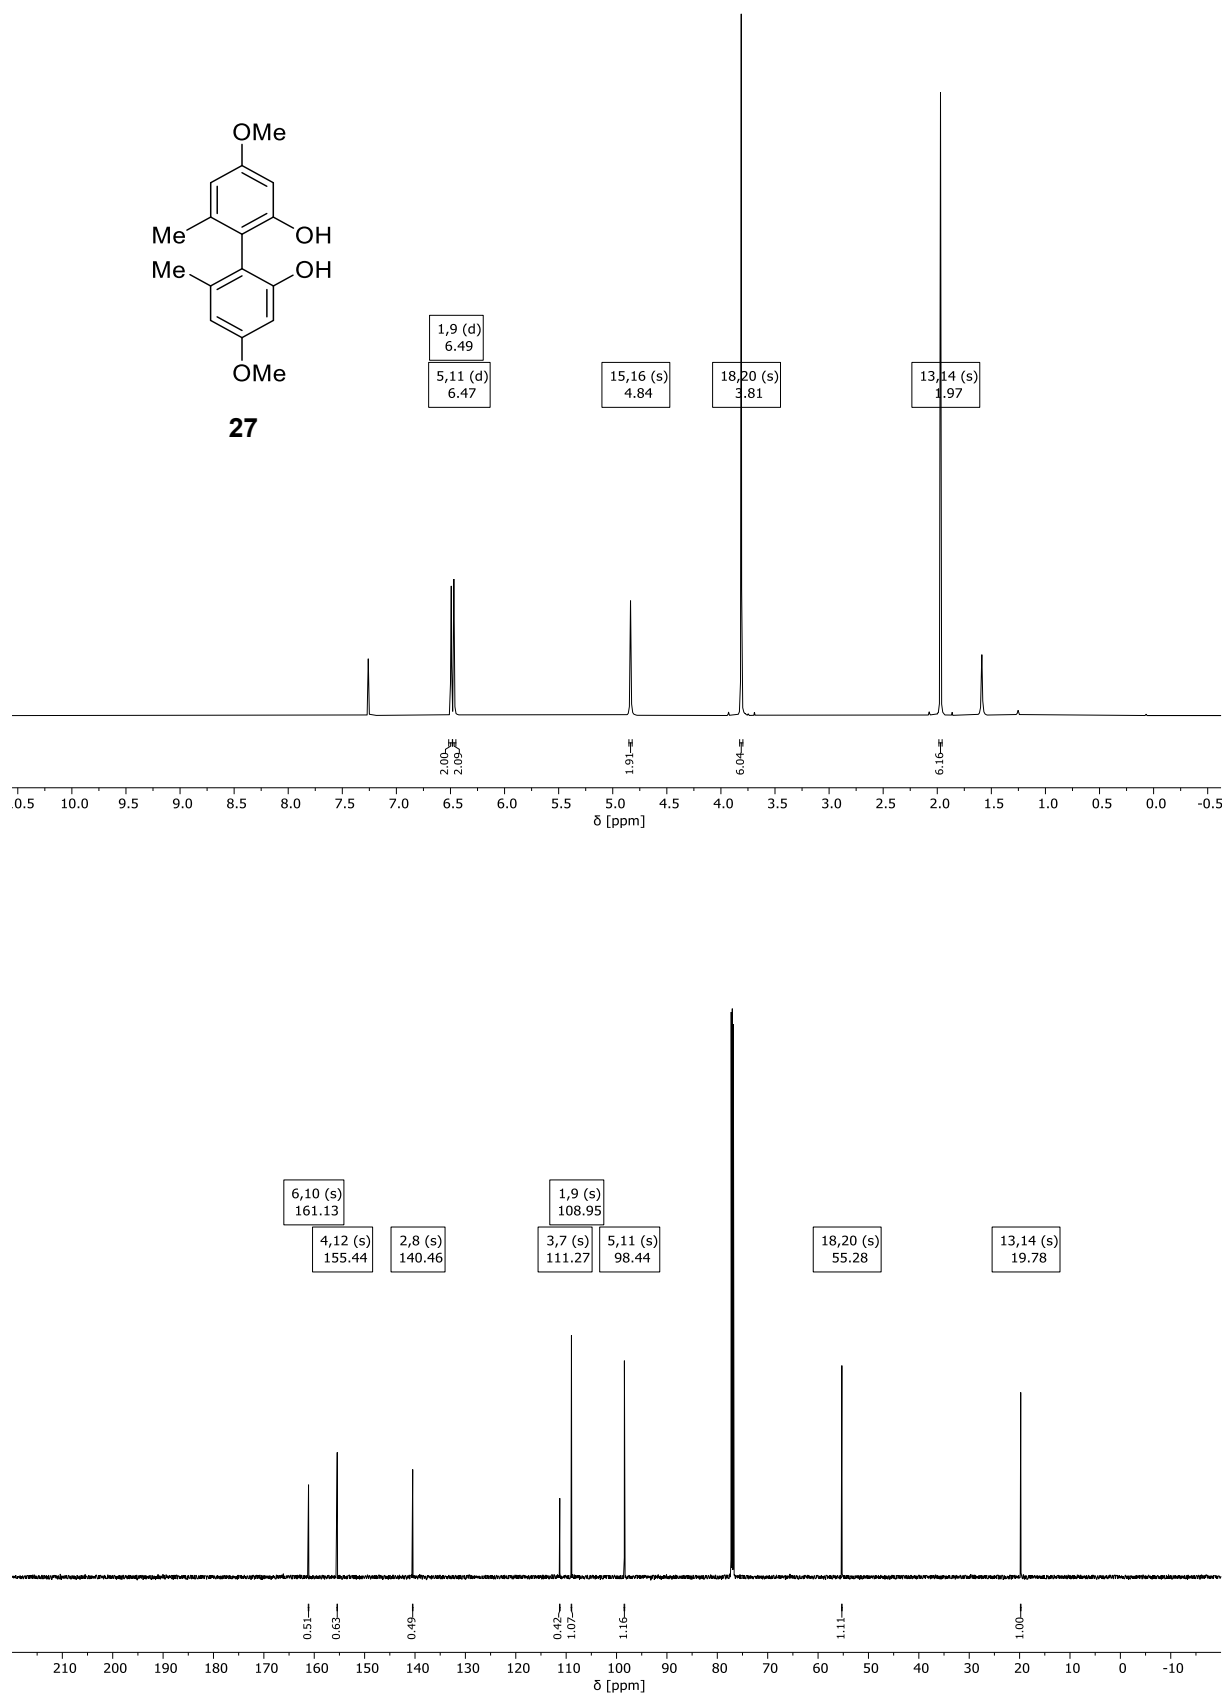 OMe
Me
OH
Me
OH
OMe
27
1,9 (d)
6.49
5,11 (d)
6.47
15,16 (s)
4.84
18,20 (s)
3.81
13,14 (s)
1.97
2.00
2.09
1.91
6.04
6.16
0.5 10.0 9.5 9.0 8.5 8.0 7.5 7.0 6.5 6.0 5.5 5.0 4.5 4.0 3.5 3.0 2.5 2.0 1.5 1.0 0.5 0.0 -0.5
δ [ppm]
6,10 (s)
161.13
1,9 (s)
108.95
4,12 (s)
155.44
2,8 (s)
140.46
3,7 (s)
111.27
5,11 (s)
98.44
18,20 (s)
55.28
13,14 (s)
19.78
0.51
0.63
0.49
0.42
1.07
1.16
1.11
1.00
210 200 190 180 170 160 150 140 130 120 110 100 90 80 70 60 50 40 30 20 10 0 -10
δ [ppm]